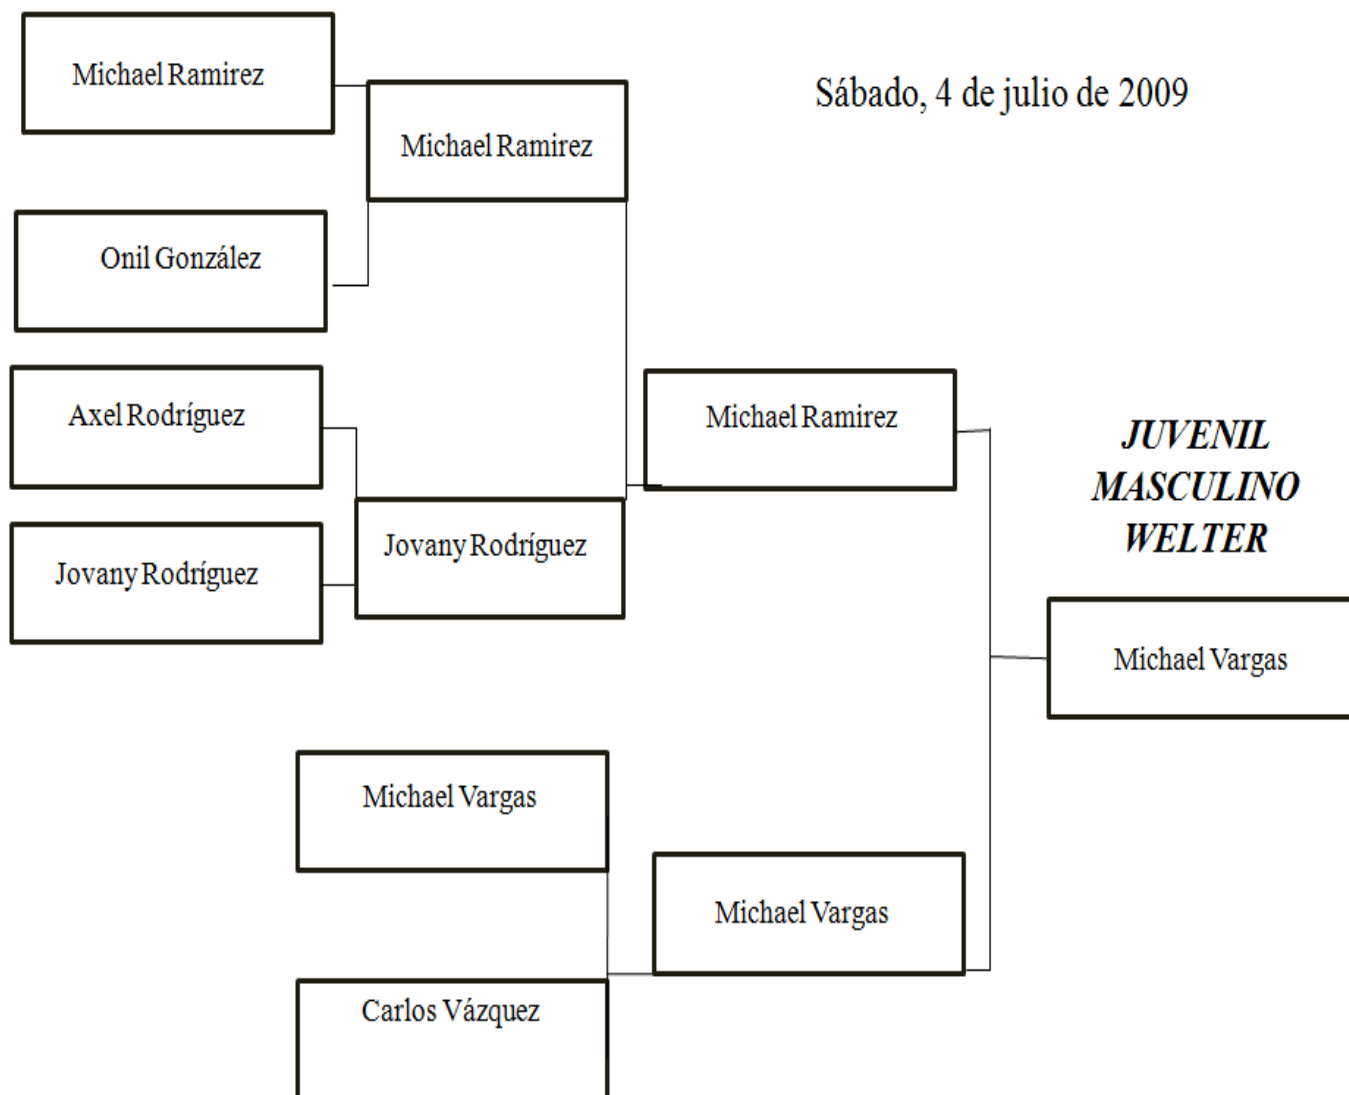 Michael Ramirez
Sábado, 4 de julio de 2009
Michael Ramirez
Onil González
Axel Rodríguez
Michael Ramirez
JUVENIL
MASCULINO
WELTER
Jovany Rodríguez
Jovany Rodríguez
Michael Vargas
Michael Vargas
Michael Vargas
Carlos Vázquez